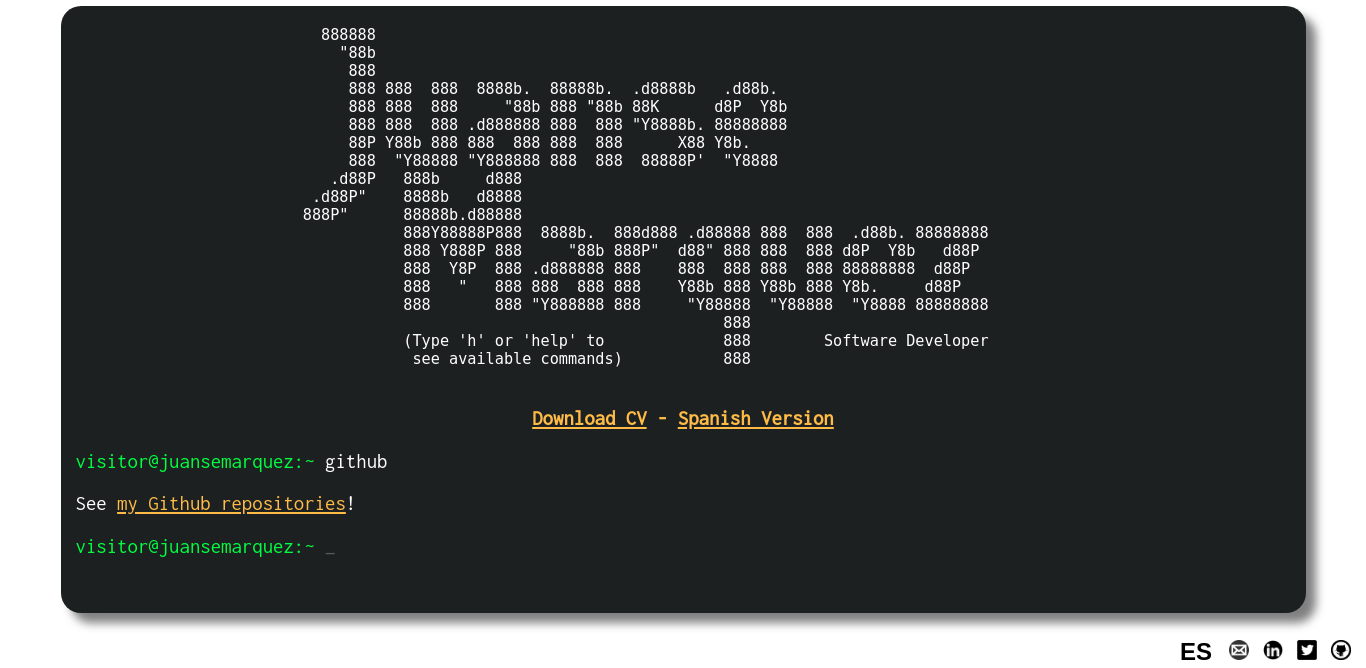 888888
            "88b
             888
             888 888  888  8888b.  88888b.  .d8888b   .d88b.
             888 888  888     "88b 888 "88b 88K      d8P  Y8b
             888 888  888 .d888888 888  888 "Y8888b. 88888888
             88P Y88b 888 888  888 888  888      X88 Y8b.
             888  "Y88888 "Y888888 888  888  88888P'  "Y8888
           .d88P   888b     d888
         .d88P"    8888b   d8888
        888P"      88888b.d88888
                   888Y88888P888  8888b.  888d888 .d88888 888  888  .d88b. 88888888
                   888 Y888P 888     "88b 888P"  d88" 888 888  888 d8P  Y8b   d88P
                   888  Y8P  888 .d888888 888    888  888 888  888 88888888  d88P
                   888   "   888 888  888 888    Y88b 888 Y88b 888 Y8b.     d88P
                   888       888 "Y888888 888     "Y88888  "Y88888  "Y8888 88888888
                                                      888
                   (Type 'h' or 'help' to             888        Software Developer
                    see available commands)           888
Download CV - Spanish Version
visitor@juansemarquez:~ github
See my Github repositories!
visitor@juansemarquez:~ _
ES